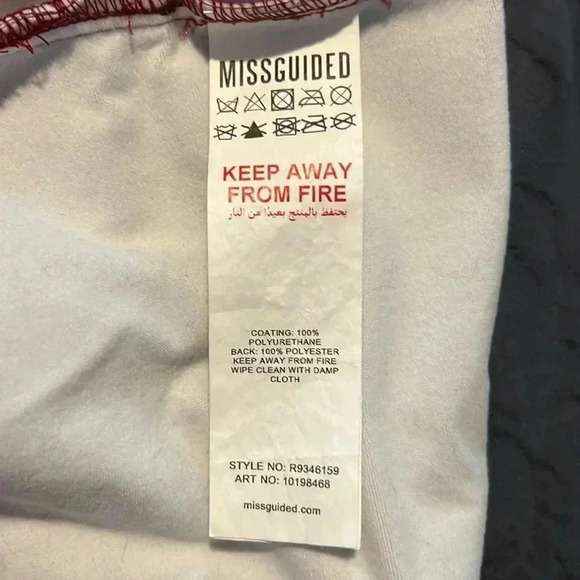 MISSGUIDED
KEEP AWAY
FROM FIRE
يحتفظ بالمنتج بعيدًا عن النار
COATING: 100%
POLYURETHANE
BACK: 100% POLYESTER
KEEP AWAY FROM FIRE
WIPE CLEAN WITH DAMP
CLOTH
STYLE NO: R9346159
ART NO: 10198468
missguided.com